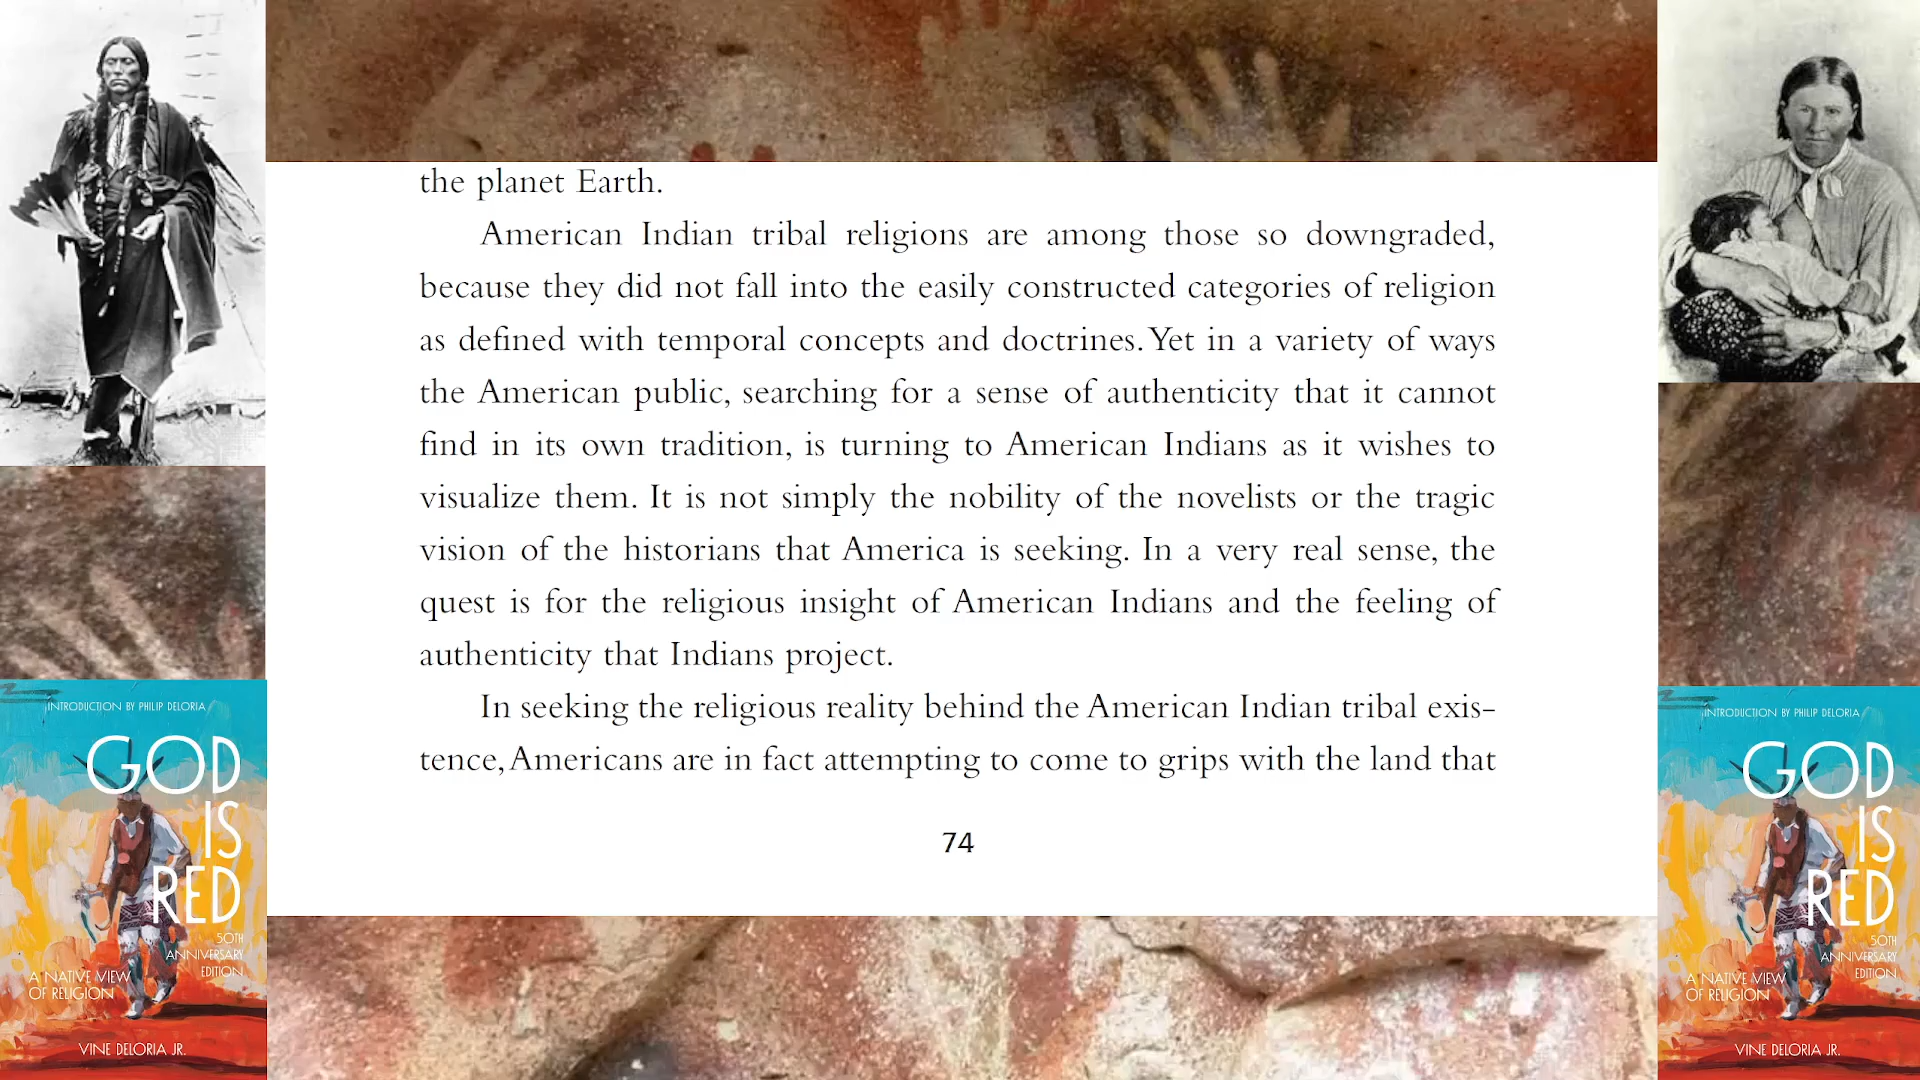 the planet Earth.
American Indian tribal religions are among those so downgraded,
because they did not fall into the easily constructed categories of religion
as defined with temporal concepts and doctrines. Yet in a variety of ways
the American public, searching for a sense of authenticity that it cannot
find in its own tradition, is turning to American Indians as it wishes to
visualize them. It is not simply the nobility of the novelists or the tragic
vision of the historians that America is seeking. In a very real sense, the
quest is for the religious insight of American Indians and the feeling of
authenticity that Indians project.
In seeking the religious reality behind the American Indian tribal exis-
tence, Americans are in fact attempting to come to grips with the land that
74
INTRODUCTION BY PHILIP DELORIA
GOD
IS
RED
50TH
ANNIVERSARY
EDITION
A NATIVE VIEW
OF RELIGION
VINE DELORIA JR.
INTRODUCTION BY PHILIP DELORIA
GOD
IS
RED
50TH
ANNIVERSARY
EDITION
A NATIVE VIEW
OF RELIGION
VINE DELORIA JR.